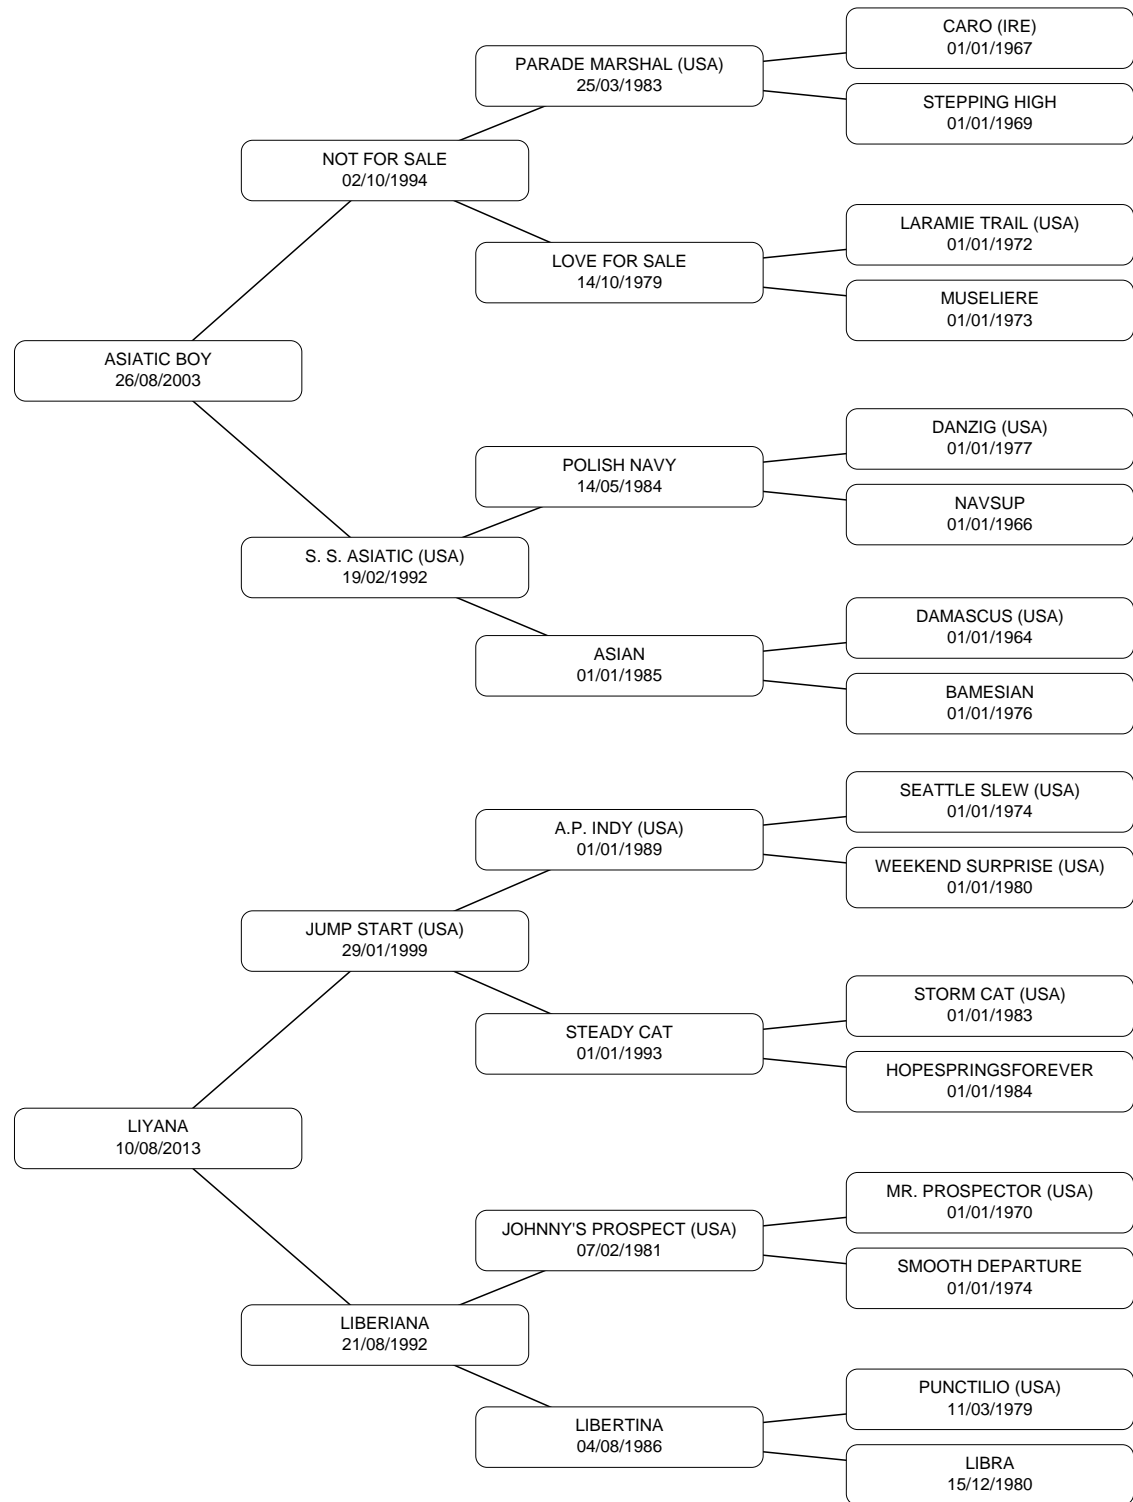 CARO (IRE)
01/01/1967
PARADE MARSHAL (USA)
25/03/1983
STEPPING HIGH
01/01/1969
NOT FOR SALE
02/10/1994
LARAMIE TRAIL (USA)
01/01/1972
LOVE FOR SALE
14/10/1979
MUSELIERE
01/01/1973
ASIATIC BOY
26/08/2003
DANZIG (USA)
01/01/1977
POLISH NAVY
14/05/1984
NAVSUP
01/01/1966
S. S. ASIATIC (USA)
19/02/1992
DAMASCUS (USA)
01/01/1964
ASIAN
01/01/1985
BAMESIAN
01/01/1976
SEATTLE SLEW (USA)
01/01/1974
A.P. INDY (USA)
01/01/1989
WEEKEND SURPRISE (USA)
01/01/1980
JUMP START (USA)
29/01/1999
STORM CAT (USA)
01/01/1983
STEADY CAT
01/01/1993
HOPESPRINGSFOREVER
01/01/1984
LIYANA
10/08/2013
MR. PROSPECTOR (USA)
01/01/1970
JOHNNY'S PROSPECT (USA)
07/02/1981
SMOOTH DEPARTURE
01/01/1974
LIBERIANA
21/08/1992
PUNCTILIO (USA)
11/03/1979
LIBERTINA
04/08/1986
LIBRA
15/12/1980